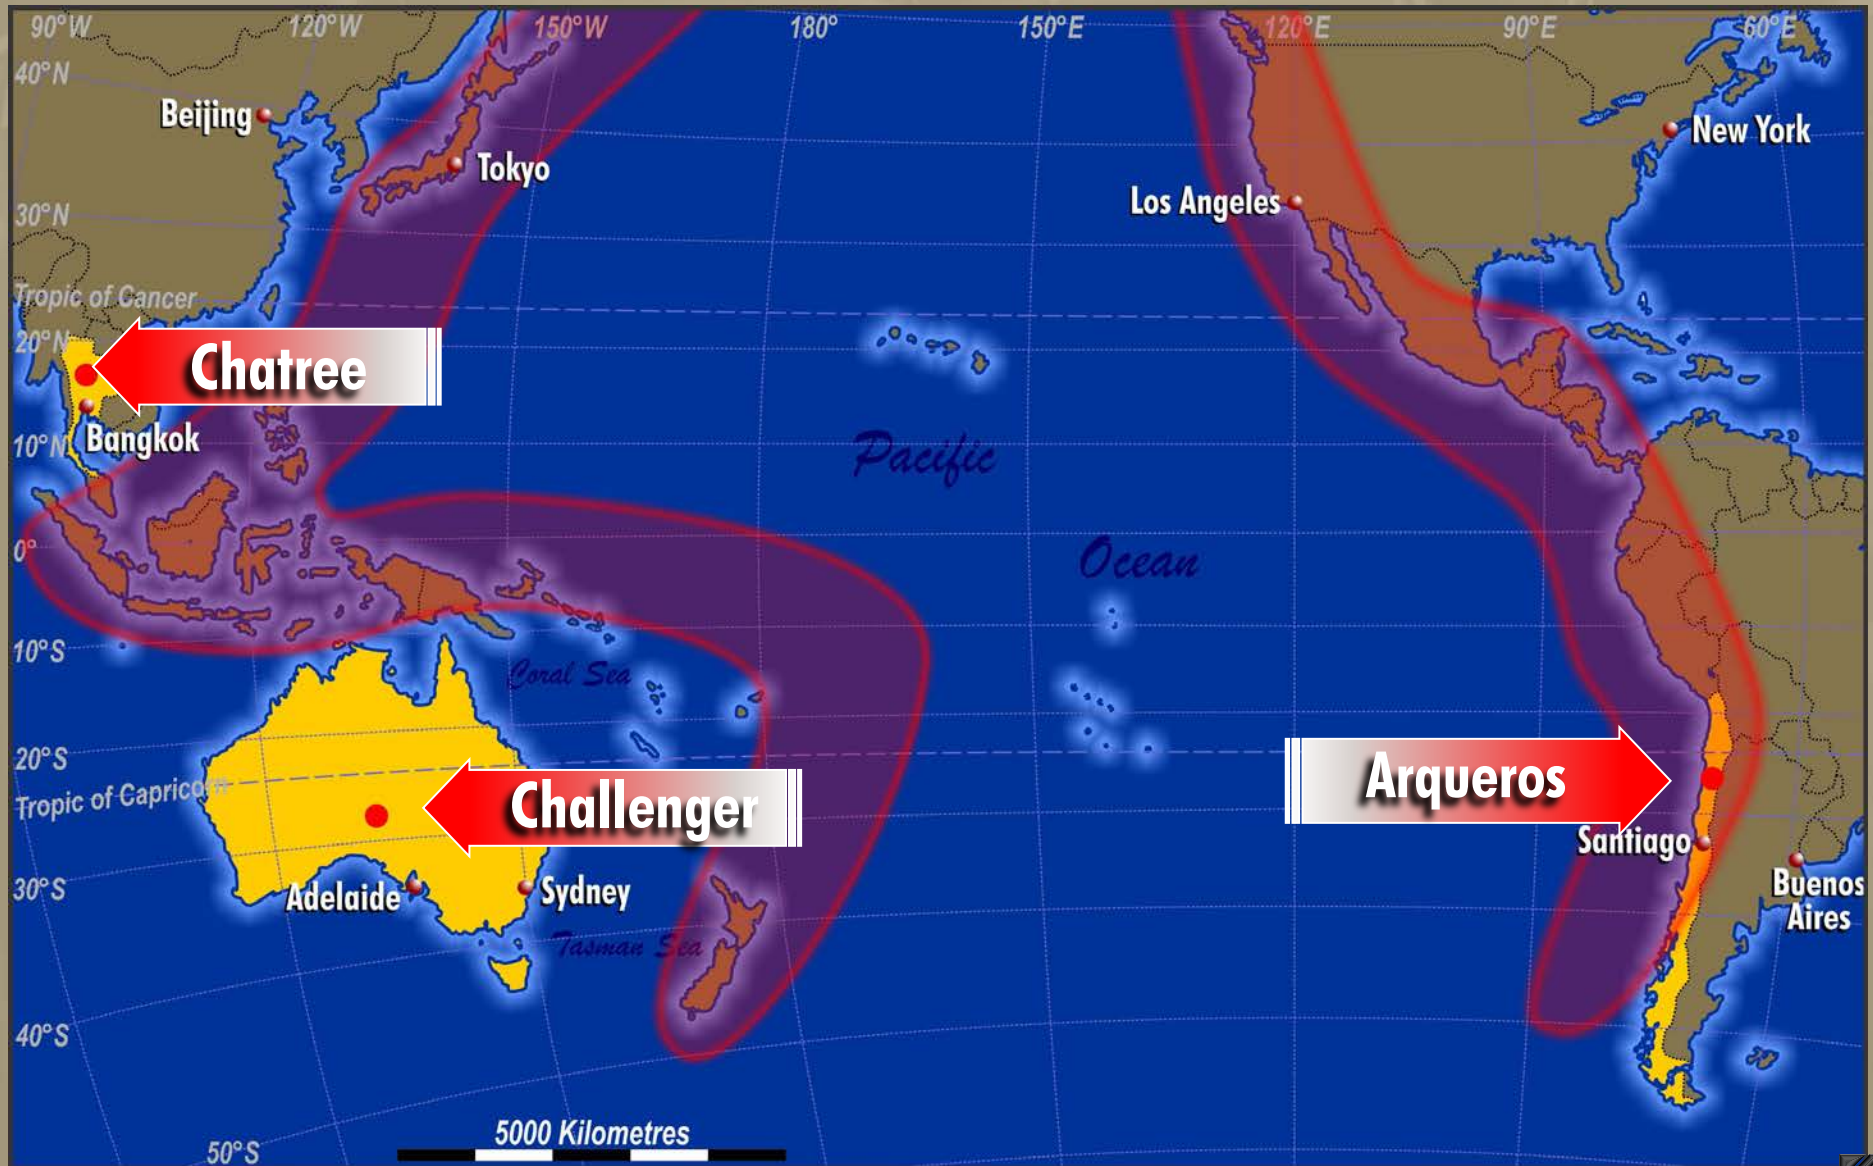 90°W 120°W 150°W 180° 150°E 120°E 90°E 60°E
40°N
Beijing
New York
Tokyo
Los Angeles
30°N
Tropic of Cancer
20°N
Chatree
10°N
Bangkok
Pacific
0°
Ocean
10°S
Coral Sea
20°S
Tropic of Capricorn
Challenger
Arqueros
Santiago
30°S
Adelaide
Sydney
Buenos
Aires
Tasman Sea
40°S
5000 Kilometres
50°S